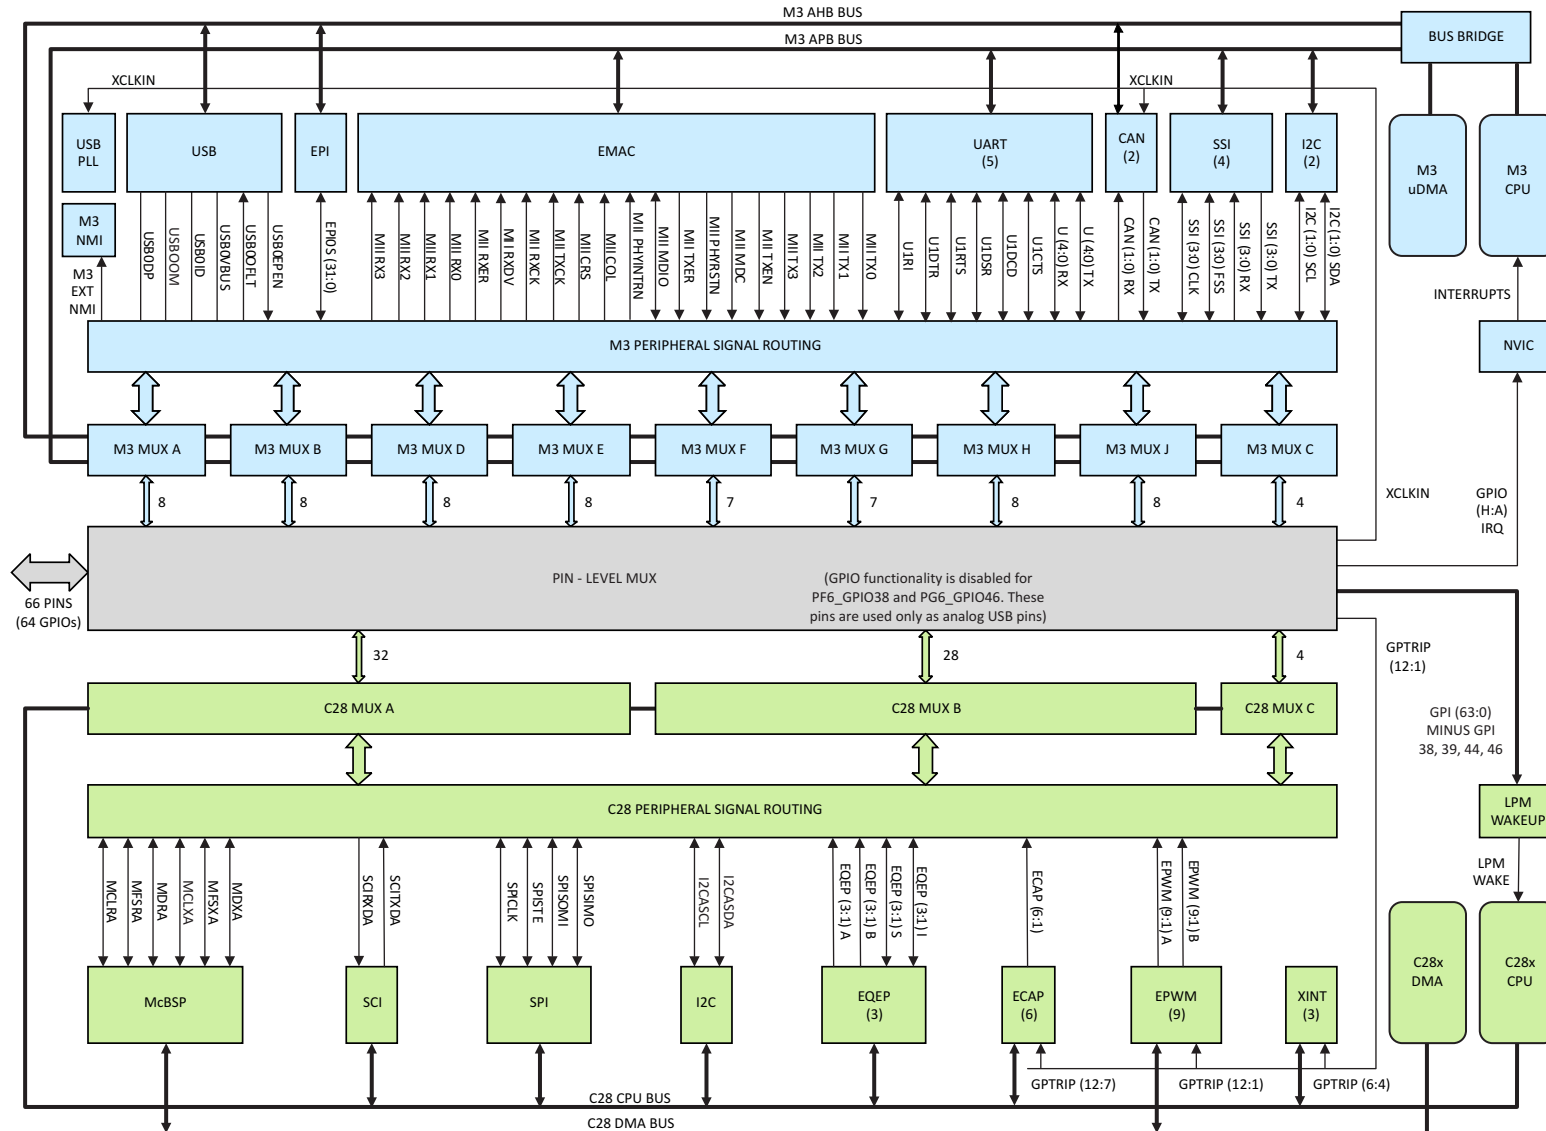 M3 AHB BUS
M3 APB BUS
BUS BRIDGE
XCLKIN
XCLKIN
USB
PLL
USB
EPI
EMAC
UART
(5)
CAN
(2)
SSI
(4)
I2C
(2)
M3
uDMA
M3
CPU
M3
NMI
M3
EXT
NMI
USB0DP
USBOOM
USB0ID
USB0VBUS
USB0OFLT
USB0EPEN
EPI0S (31:0)
MII RX3
MII RX2
MII RX1
MII RX0
MII RXER
MII RXDV
MII RXCK
MII TXCK
MII CRS
MII COL
MII PHYINTRN
MII MDIO
MII TXER
MII PHYRSTN
MII MDC
MII TXEN
MII TX3
MII TX2
MII TX1
MII TX0
U1RI
U1DTR
U1RTS
U1DSR
U1DCD
U1CTS
U (4:0) RX
U (4:0) TX
CAN (1:0) RX
CAN (1:0) TX
SSI (3:0) CLK
SSI (3:0) FSS
SSI (3:0) RX
SSI (3:0) TX
I2C (1:0) SCL
I2C (1:0) SDA
INTERRUPTS
M3 PERIPHERAL SIGNAL ROUTING
NVIC
M3 MUX A
M3 MUX B
M3 MUX D
M3 MUX E
M3 MUX F
M3 MUX G
M3 MUX H
M3 MUX J
M3 MUX C
8
8
8
8
7
7
8
8
4
XCLKIN
GPIO
(H:A)
IRQ
PIN - LEVEL MUX
(GPIO functionality is disabled for
PF6_GPIO38 and PG6_GPIO46. These
pins are used only as analog USB pins)
66 PINS
(64 GPIOs)
32
28
4
GPTRIP
(12:1)
C28 MUX A
C28 MUX B
C28 MUX C
GPI (63:0)
MINUS GPI
38, 39, 44, 46
C28 PERIPHERAL SIGNAL ROUTING
LPM
WAKEUP
LPM
WAKE
MCLRA
MFSRA
MDRA
MCLXA
MFSXA
MDXA
SCIRXDA
SCITXDA
SPICLK
SPISTE
SPISOMI
SPISIMO
I2CASCL
I2CASDA
EQEP (3:1) A
EQEP (3:1) B
EQEP (3:1) S
EQEP (3:1) I
ECAP (6:1)
EPWM (9:1) A
EPWM (9:1) B
McBSP
SCI
SPI
I2C
EQEP
(3)
ECAP
(6)
EPWM
(9)
XINT
(3)
C28x
DMA
C28x
CPU
GPTRIP (12:7)
GPTRIP (12:1)
GPTRIP (6:4)
C28 CPU BUS
C28 DMA BUS